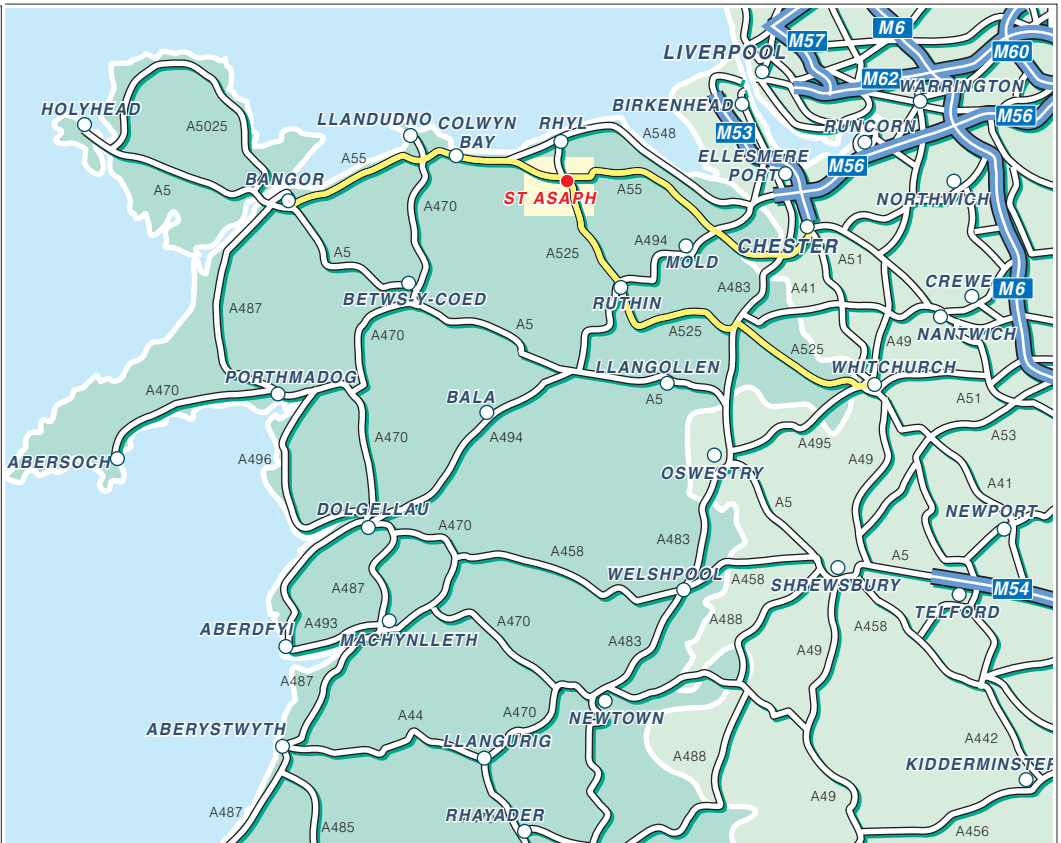 M6
M57
M60
LIVERPOOL
M62
WARRINGTON
BIRKENHEAD
HOLYHEAD
M56
LLANDUDNO
COLWYN
BAY
RHYL
A548
M53
RUNCORN
A5025
A55
ELLESMERE
PORT
M56
A5
BANGOR
A55
ST ASAPH
NORTHWICH
A470
A494
CHESTER
A5
A525
MOLD
A51
BETWS-Y-COED
RUTHIN
A483
A41
CREWE
M6
A487
A470
A5
A525
A525
A49
NANTWICH
A470
PORTHMADOG
LLANGOLLEN
WHITCHURCH
BALA
A5
A51
A470
A494
A495
A53
A496
ABERSOCH
A49
OSWESTRY
A41
DOLGELLAU
A5
NEWPORT
A470
A458
A483
A5
A487
WELSHPOOL
A458
SHREWSBURY
M54
TELFORD
A493
ABERDFYI
MACHYNLLETH
A470
A483
A488
A458
A49
A487
ABERYSTWYTH
A44
A470
NEWTOWN
A442
LLANGURIG
A488
KIDDERMINSTER
A49
A487
A485
RHAYADER
A456